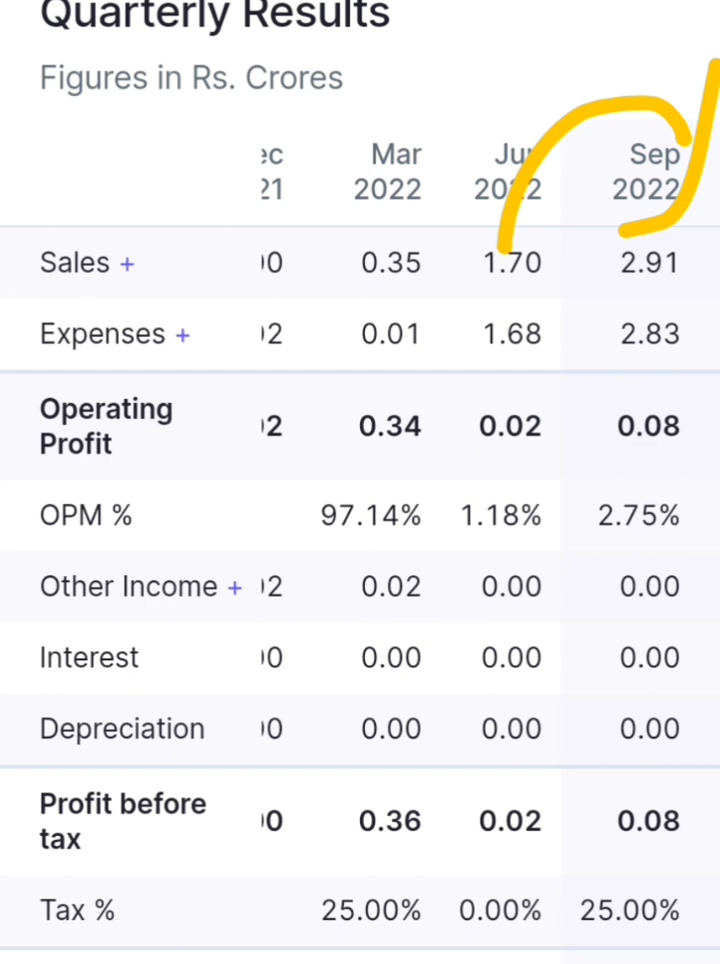 Quarterly Results
Figures in Rs. Crores
Mar 2022 Sep 2022
Sales + 0.35 1.70 2.91
Expenses + 0.01 1.68 2.83
Operating Profit 0.34 0.02 0.08
OPM % 97.14% 1.18% 2.75%
Other Income + 0.02 0.00 0.00
Interest 0.00 0.00 0.00
Depreciation 0.00 0.00 0.00
Profit before tax 0.36 0.02 0.08
Tax % 25.00% 0.00% 25.00%